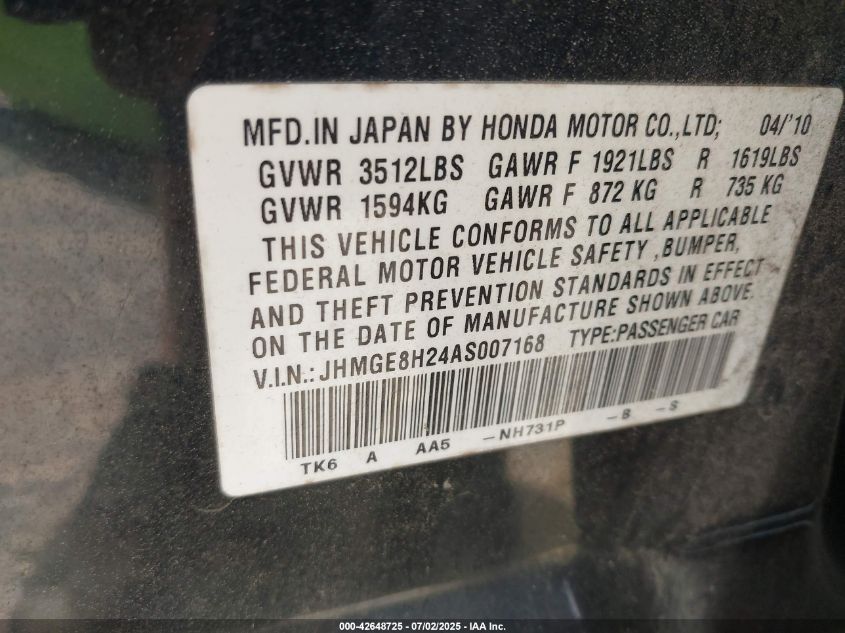 MFD.IN JAPAN BY HONDA MOTOR CO.,LTD; 04/'10
GVWR 3512LBS GAWR F 1921LBS R 1619LBS
GVWR 1594KG GAWR F 872 KG R 735 KG
THIS VEHICLE CONFORMS TO ALL APPLICABLE
FEDERAL MOTOR VEHICLE SAFETY ,BUMPER,
AND THEFT PREVENTION STANDARDS IN EFFECT
ON THE DATE OF MANUFACTURE SHOWN ABOVE.
V.I.N.: JHMGE8H24AS007168 TYPE:PASSENGER CAR
TK6 A AA5 -NH731P -B -S
000-42648725 - 07/02/2025 - IAA Inc.